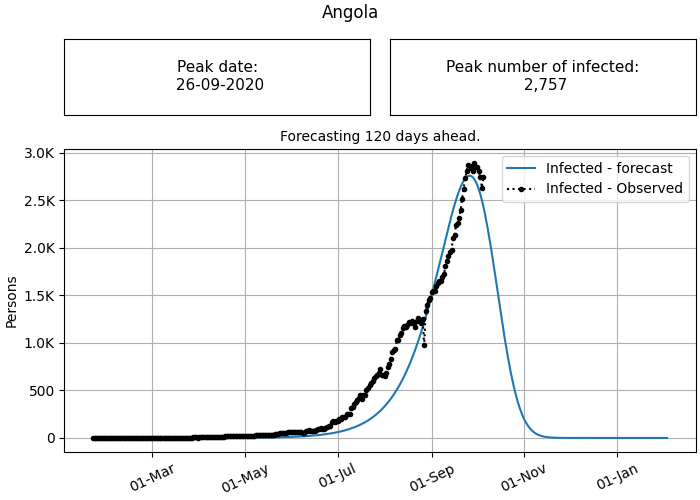 Angola
Peak date:
26-09-2020
Peak number of infected:
2,757
Forecasting 120 days ahead.
3.0K
2.5K
2.0K
1.5K
1.0K
500
0
Persons
Infected - forecast
Infected - Observed
01-Mar
01-May
01-Jul
01-Sep
01-Nov
01-Jan